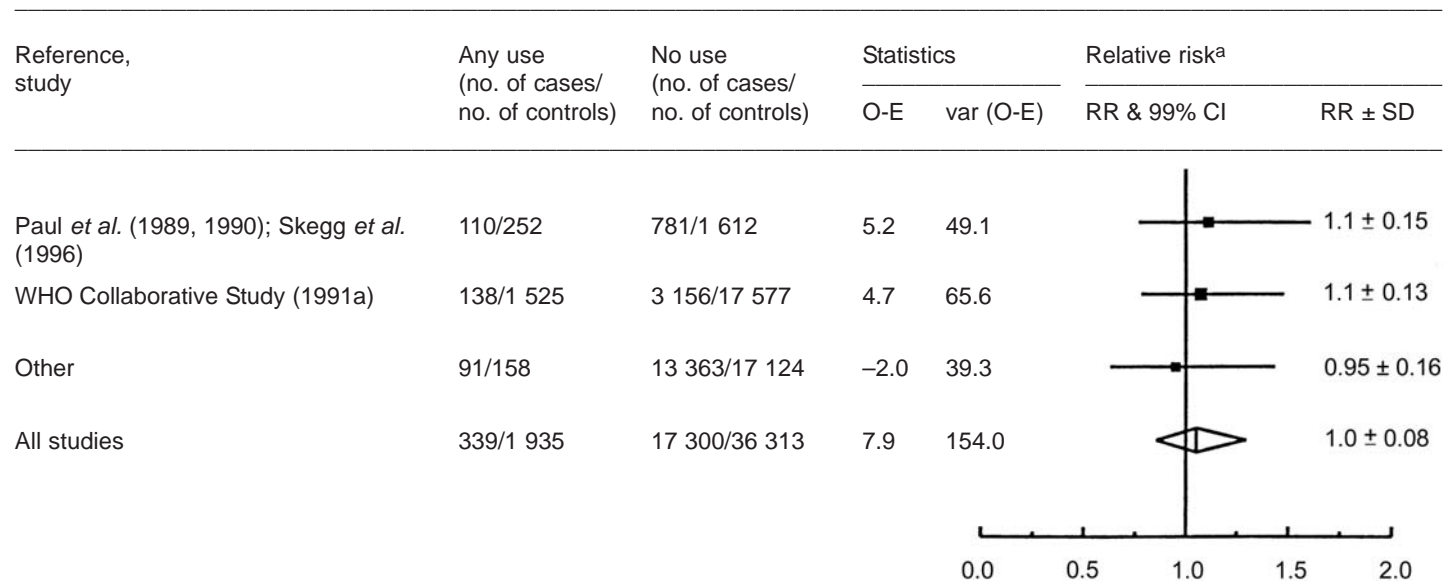 Reference, study Any use (no. of cases/ no. of controls) No use (no. of cases/ no. of controls) Statistics Relative riskᵃ
O-E var (O-E) RR & 99% CI RR ± SD
Paul et al. (1989, 1990); Skegg et al. (1996) 110/252 781/1 612 5.2 49.1 1.1 ± 0.15
WHO Collaborative Study (1991a) 138/1 525 3 156/17 577 4.7 65.6 1.1 ± 0.13
Other 91/158 13 363/17 124 –2.0 39.3 0.95 ± 0.16
All studies 339/1 935 17 300/36 313 7.9 154.0 1.0 ± 0.08
0.0 0.5 1.0 1.5 2.0